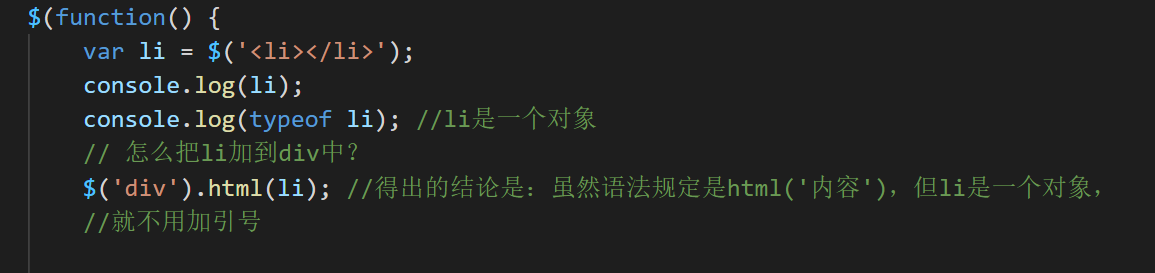 $(function() {
var li = $('<li></li>');
console.log(li);
console.log(typeof li); //li是一个对象
// 怎么把li加到div中？
$('div').html(li); //得出的结论是：虽然语法规定是html('内容')，但li是一个对象，
//就不用加引号